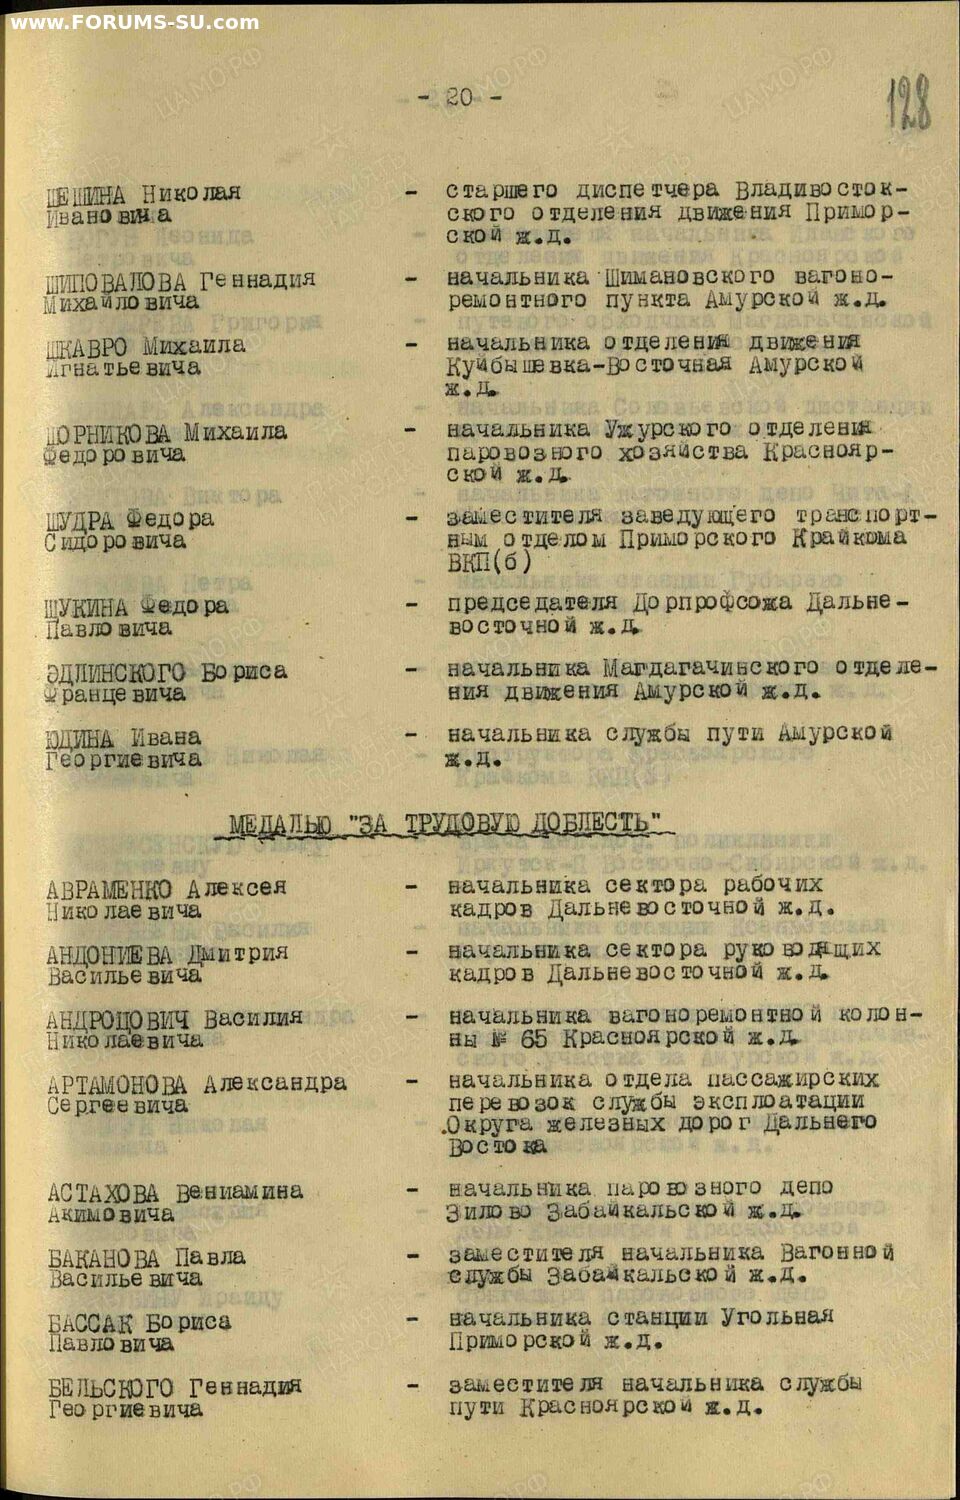 www.FORUMS-SU.com
- 20 -
128
ШЕШИНА Николая - старшего диспетчера Владивосток-
Ивановича ского отделения движения Примор-
ской ж.д.
ШИПОВАЛОВА Геннадия - начальника Шимановского вагоно-
Михайловича ремонтного пункта Амурской ж.д.
ШКАВРО Михаила - начальника отделения движения
Игнатьевича Куйбышевка-Восточная Амурской
ж.д.
ШОРНИКОВА Михаила - начальника Ужурского отделения
Федоровича паровозного хозяйства Краснояр-
ской ж.д.
ШУДРА Федора - заместителя заведующего транспорт-
Сидоровича ным отделом Приморского Крайкома
ВКП(б)
ЩУКИНА Федора - председателя Дорпрофсожа Дальне-
Павловича восточной ж.д.
ЭДЛИНСКОГО Бориса - начальника Магдагачинского отделе-
Францевича ния движения Амурской ж.д.
ЮДИНА Ивана - начальника службы пути Амурской
Георгиевича ж.д.
МЕДАЛЬЮ "ЗА ТРУДОВУЮ ДОБЛЕСТЬ"
АВРАМЕНКО Алексея - начальника сектора рабочих
Николаевича кадров Дальневосточной ж.д.
АНДОНИЕВА Дмитрия - начальника сектора руководящих
Васильевича кадров Дальневосточной ж.д.
АНДРОПОВИЧ Василия - начальника вагоноремонтной колон-
Николаевича ны № 65 Красноярской ж.д.
АРТАМОНОВА Александра - начальника отдела пассажирских
Сергеевича перевозок службы эксплоатации
Округа железных дорог Дальнего
Востока
АСТАХОВА Вениамина - начальника паровозного депо
Акимовича Зилово Забайкальской ж.д.
БАКАНОВА Павла - заместителя начальника Вагонной
Васильевича службы Забайкальской ж.д.
БАССАК Бориса - начальника станции Угольная
Павловича Приморской ж.д.
БЕЛЬСКОГО Геннадия - заместителя начальника службы
Георгиевича пути Красноярской ж.д.